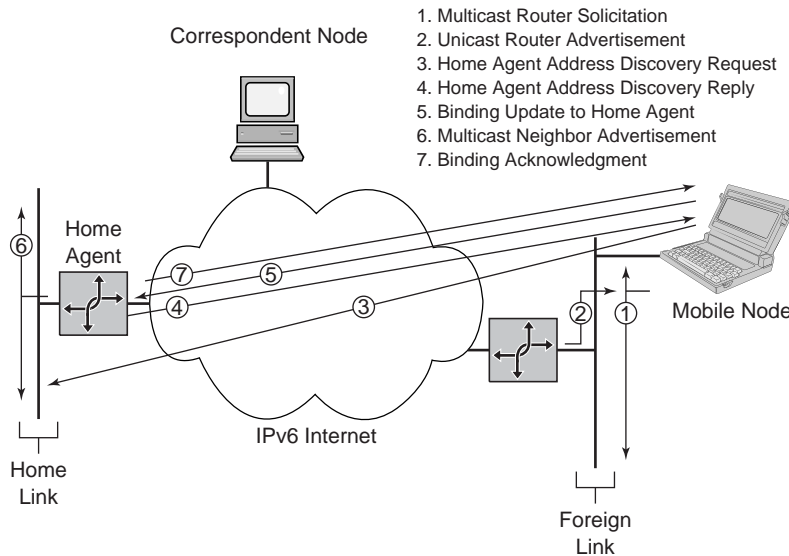 Correspondent Node
1. Multicast Router Solicitation
2. Unicast Router Advertisement
3. Home Agent Address Discovery Request
4. Home Agent Address Discovery Reply
5. Binding Update to Home Agent
6. Multicast Neighbor Advertisement
7. Binding Acknowledgment
Home
Agent
6
7
5
4
3
2
1
Mobile Node
IPv6 Internet
Home
Link
Foreign
Link